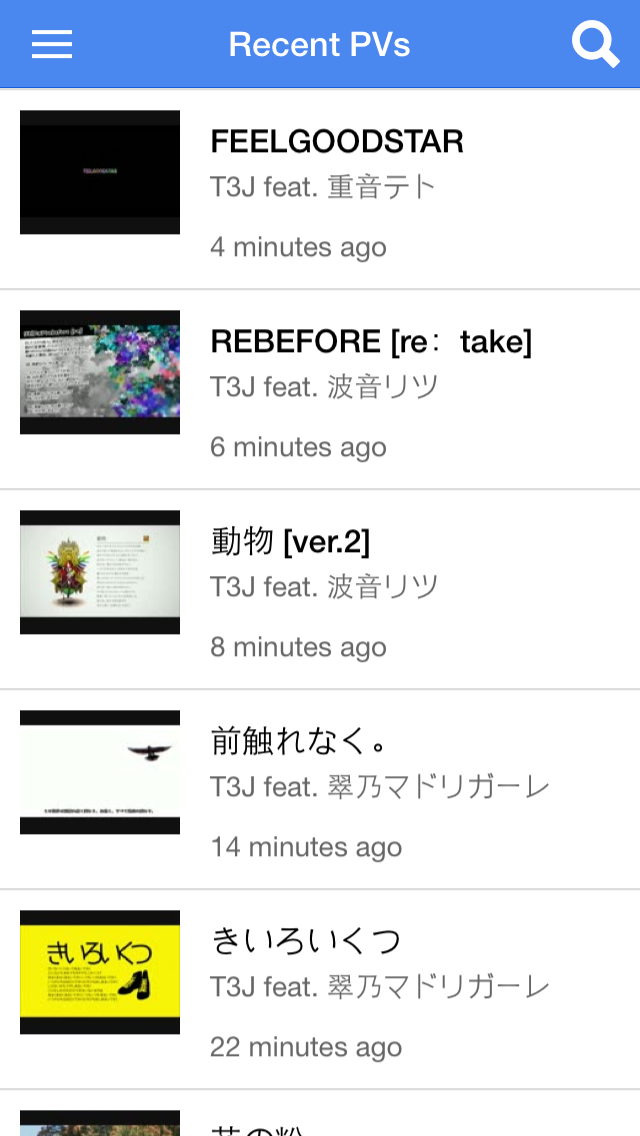 Recent PVs
FEELGOODSTAR
FEELGOODSTAR
T3J feat. 重音テト
4 minutes ago
REBEFORE [re：take]
T3J feat. 波音リツ
6 minutes ago
動物 [ver.2]
T3J feat. 波音リツ
8 minutes ago
前触れなく。
T3J feat. 翠乃マドリガーレ
14 minutes ago
きいろいくつ
きいろいくつ
T3J feat. 翠乃マドリガーレ
22 minutes ago